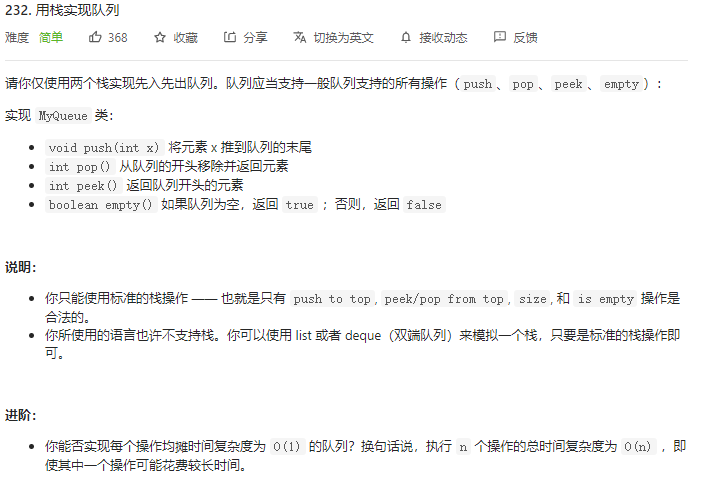 232. 用栈实现队列
难度 简单 368 收藏 分享 切换为英文 接收动态 反馈
请你仅使用两个栈实现先入先出队列。队列应当支持一般队列支持的所有操作（push、pop、peek、empty）：
实现 MyQueue 类：
void push(int x) 将元素 x 推到队列的末尾
int pop() 从队列的开头移除并返回元素
int peek() 返回队列开头的元素
boolean empty() 如果队列为空，返回 true ；否则，返回 false
说明：
你只能使用标准的栈操作 —— 也就是只有 push to top, peek/pop from top, size, 和 is empty 操作是
合法的。
你所使用的语言也许不支持栈。你可以使用 list 或者 deque（双端队列）来模拟一个栈，只要是标准的栈操作即
可。
进阶：
你能否实现每个操作均摊时间复杂度为 O(1) 的队列？换句话说，执行 n 个操作的总时间复杂度为 O(n) ，即
使其中一个操作可能花费较长时间。